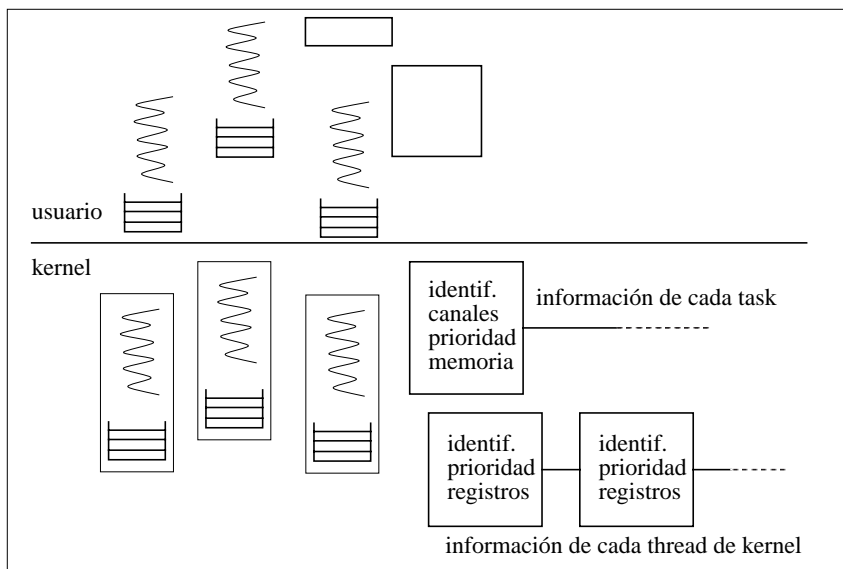 usuario
kernel
identif.
canales
prioridad
memoria
información de cada task
identif.
prioridad
registros
identif.
prioridad
registros
información de cada thread de kernel